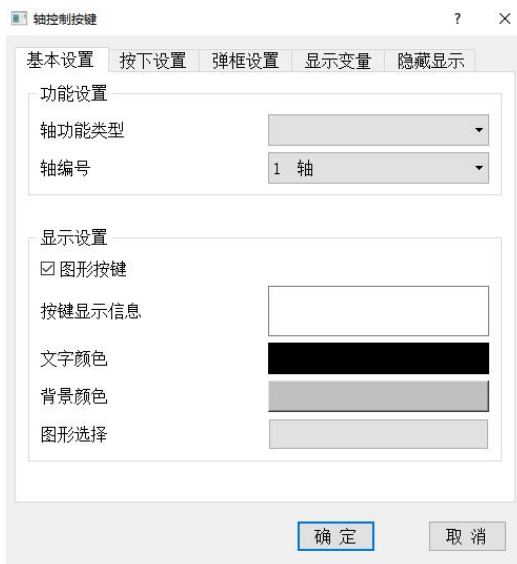 轴控制按键
基本设置 按下设置 弹框设置 显示变量 隐藏显示
功能设置
轴功能类型
轴编号 1 轴
显示设置
图形按键
按键显示信息
文字颜色
背景颜色
图形选择
确 定 取 消